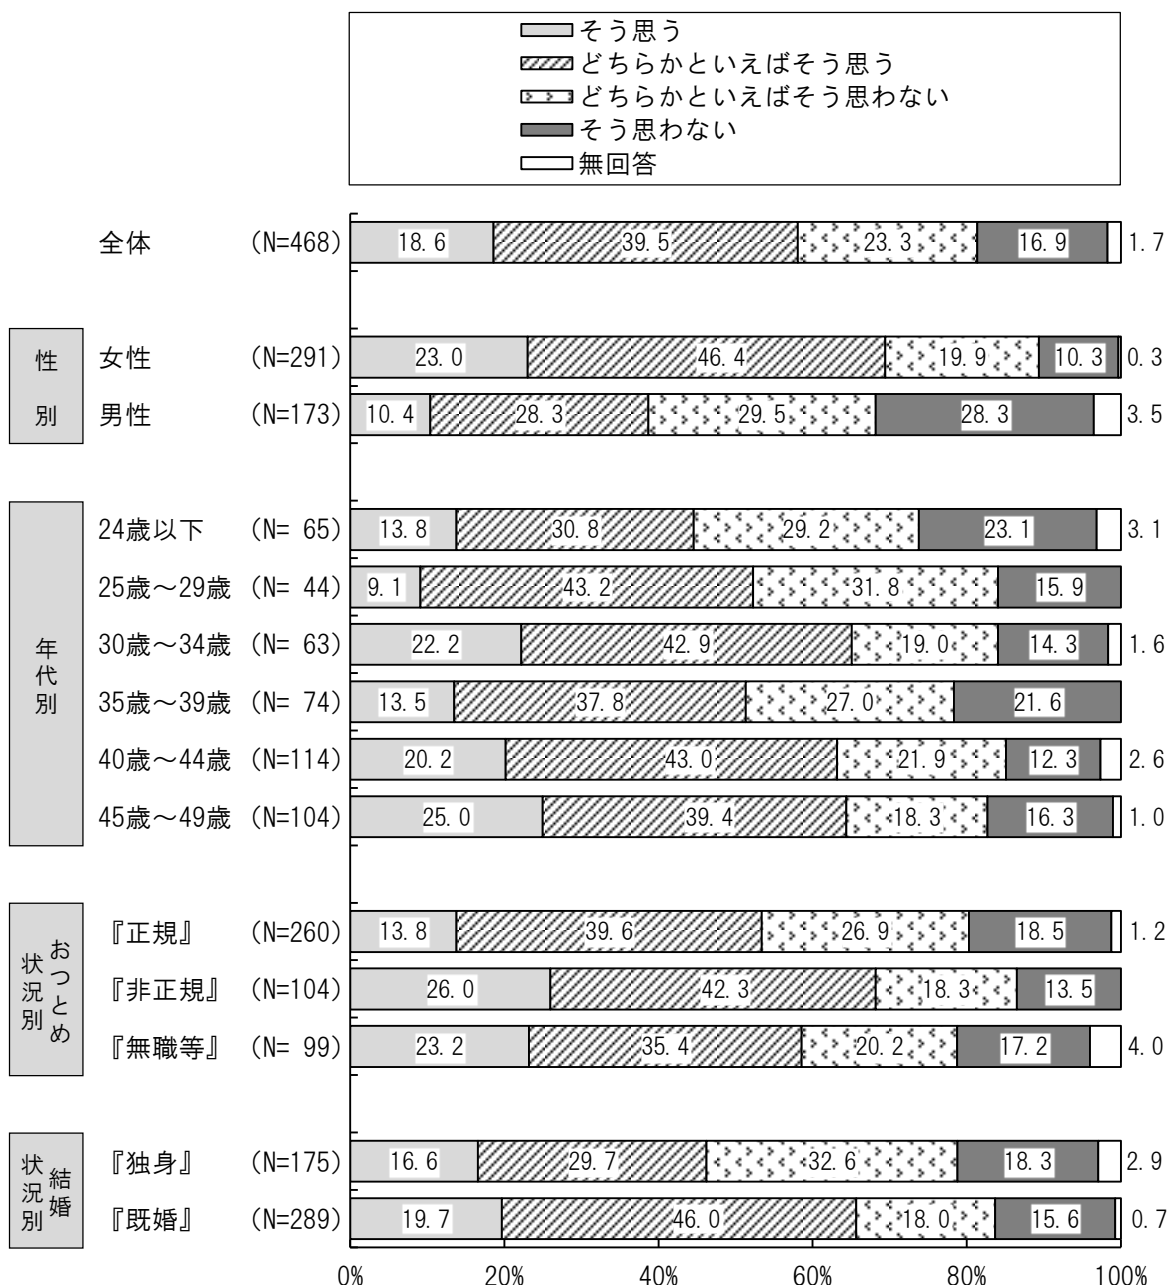 そう思う
どちらかといえばそう思う
どちらかといえばそう思わない
そう思わない
無回答
全体 (N=468) 18.6 39.5 23.3 16.9 1.7
性別
女性 (N=291) 23.0 46.4 19.9 10.3 0.3
男性 (N=173) 10.4 28.3 29.5 28.3 3.5
年代別
24歳以下 (N= 65) 13.8 30.8 29.2 23.1 3.1
25歳～29歳 (N= 44) 9.1 43.2 31.8 15.9
30歳～34歳 (N= 63) 22.2 42.9 19.0 14.3 1.6
35歳～39歳 (N= 74) 13.5 37.8 27.0 21.6
40歳～44歳 (N=114) 20.2 43.0 21.9 12.3 2.6
45歳～49歳 (N=104) 25.0 39.4 18.3 16.3 1.0
おつとめ
状況別
『正規』 (N=260) 13.8 39.6 26.9 18.5 1.2
『非正規』 (N=104) 26.0 42.3 18.3 13.5
『無職等』 (N= 99) 23.2 35.4 20.2 17.2 4.0
結婚
状況別
『独身』 (N=175) 16.6 29.7 32.6 18.3 2.9
『既婚』 (N=289) 19.7 46.0 18.0 15.6 0.7
0% 20% 40% 60% 80% 100%